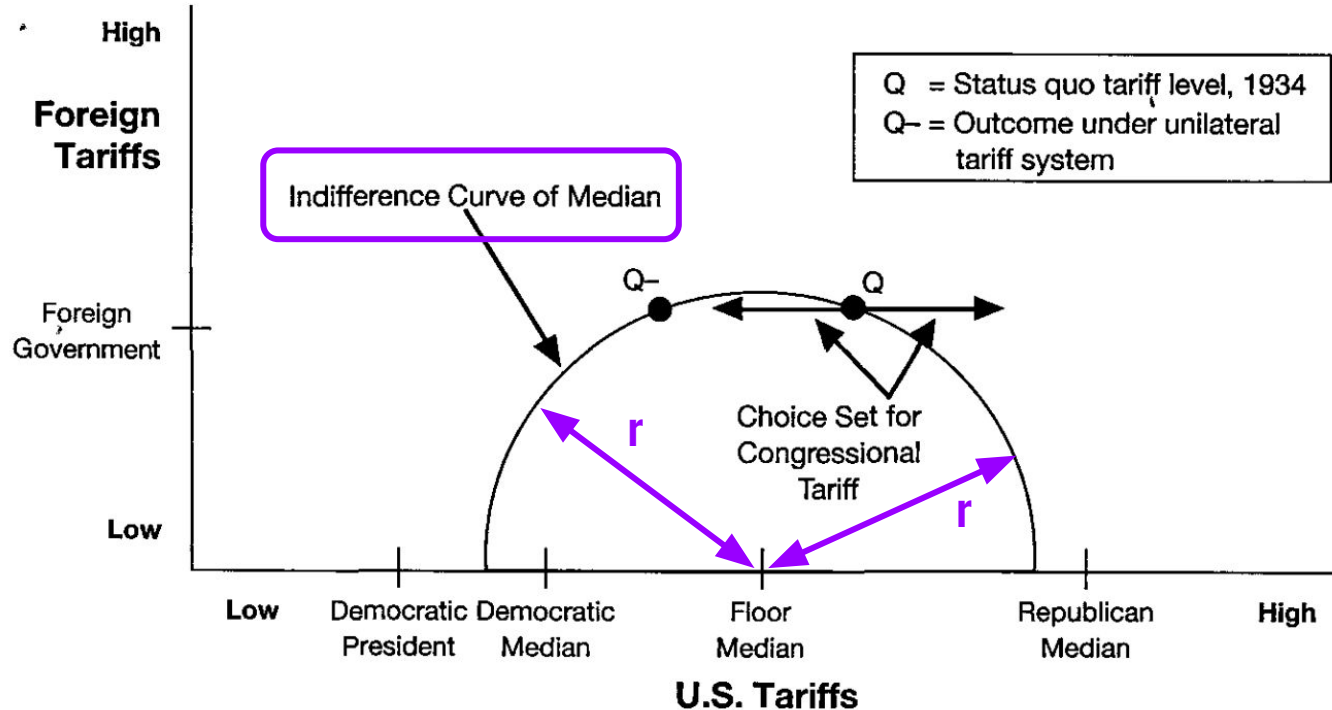 High
Foreign
Tariffs
Q = Status quo tariff level, 1934
Q– = Outcome under unilateral
tariff system
Indifference Curve of Median
Q–
Q
Foreign
Government
Choice Set for
Congressional
Tariff
r
r
Low
Low
Democratic
President
Democratic
Median
Floor
Median
Republican
Median
High
U.S. Tariffs